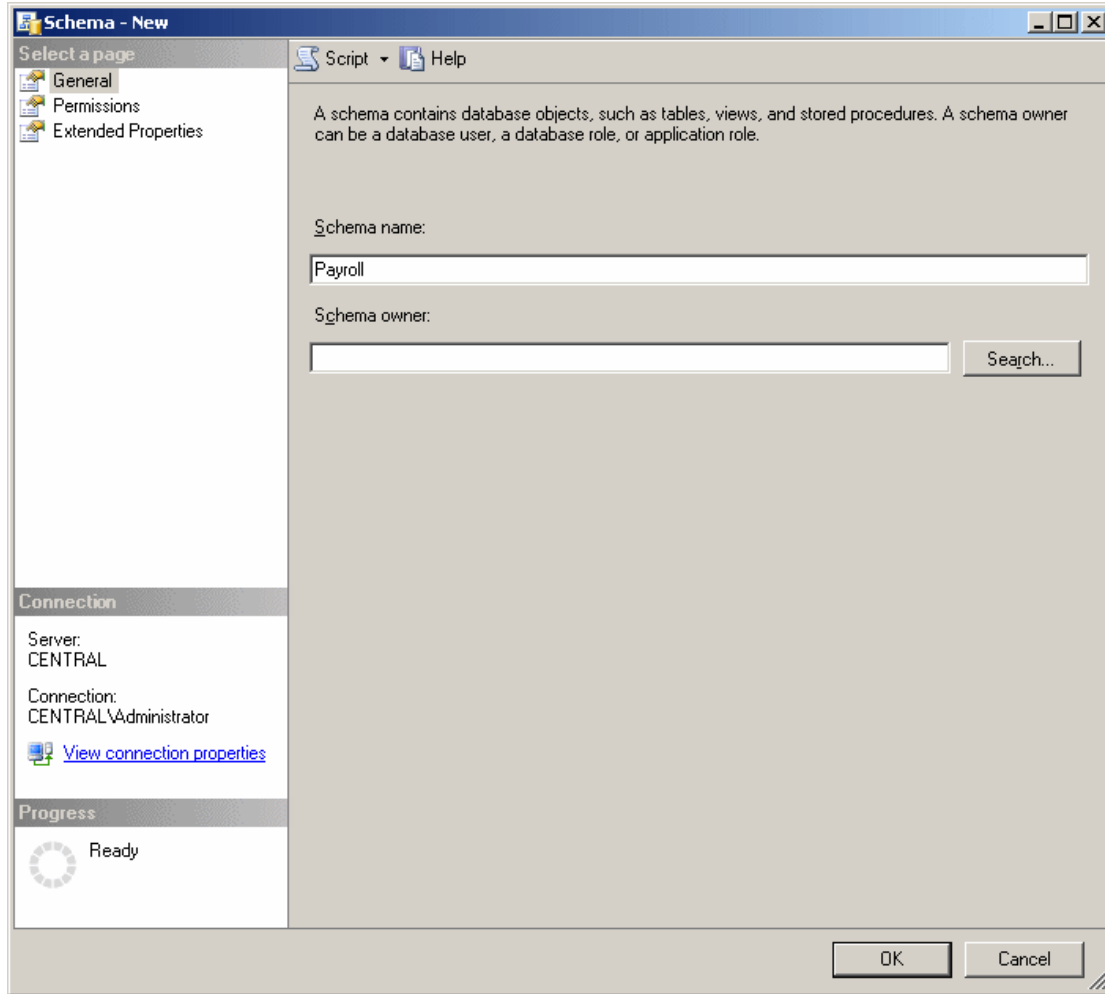 Schema - New
Select a page
General
Permissions
Extended Properties
Script
Help
A schema contains database objects, such as tables, views, and stored procedures. A schema owner
can be a database user, a database role, or application role.
Schema name:
Payroll
Schema owner:
Search...
Connection
Server:
CENTRAL
Connection:
CENTRAL\Administrator
View connection properties
Progress
Ready
OK
Cancel